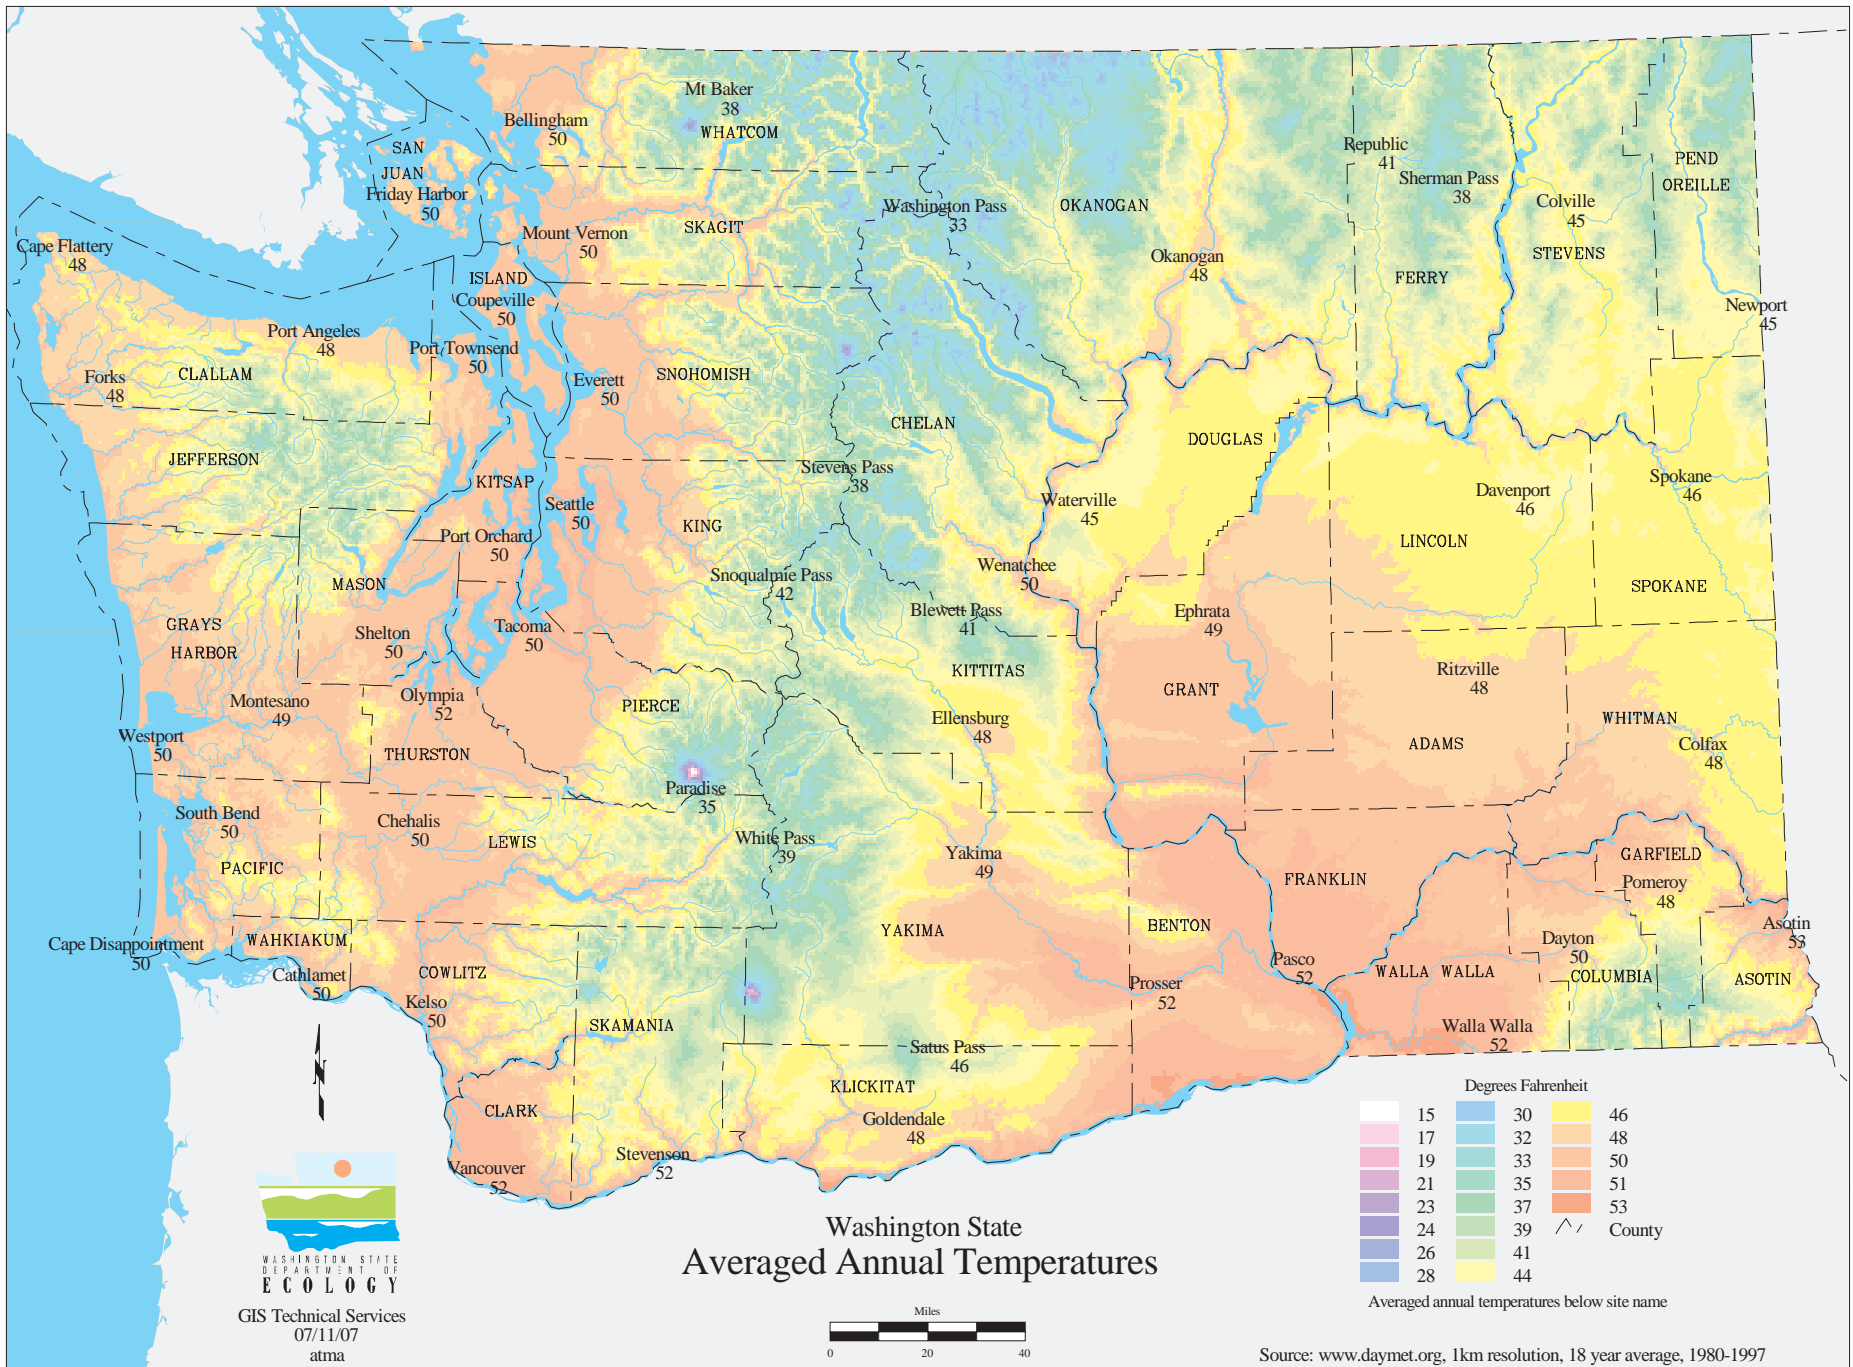 Mt Baker
38
WHATCOM
Bellingham
50
SAN
JUAN
Friday Harbor
50
Republic
41
Sherman Pass
38
PEND
OREILLE
Colville
45
STEVENS
Washington Pass
33
OKANOGAN
SKAGIT
Mount Vernon
50
Cape Flattery
48
Okanogan
48
FERRY
ISLAND
Coupeville
50
Newport
45
Port Angeles
48
Port Townsend
50
CLALLAM
Forks
48
Everett
50
SNOHOMISH
CHELAN
DOUGLAS
JEFFERSON
KITSAP
Stevens Pass
38
Seattle
50
KING
Waterville
45
Davenport
46
Spokane
46
LINCOLN
Port Orchard
50
Wenatchee
50
Snoqualmie Pass
42
MASON
SPOKANE
Blewett Pass
41
Ephrata
49
GRAYS
HARBOR
Shelton
50
Tacoma
50
KITTITAS
Ritzville
48
GRANT
Montesano
49
Olympia
52
PIERCE
Ellensburg
48
WHITMAN
Westport
50
THURSTON
ADAMS
Colfax
48
Paradise
35
South Bend
50
Chehalis
50
LEWIS
White Pass
39
Yakima
49
GARFIELD
PACIFIC
FRANKLIN
Pomeroy
48
YAKIMA
BENTON
Asotin
53
Cape Disappointment
50
WAHKIAKUM
Dayton
50
Cathlamet
50
COWLITZ
Pasco
52
WALLA WALLA
COLUMBIA
ASOTIN
Prosser
52
Kelso
50
SKAMANIA
Walla Walla
52
Satus Pass
46
N
KLICKITAT
CLARK
Goldendale
48
Stevenson
52
Vancouver
52
Degrees Fahrenheit
15 30 46
17 32 48
19 33 50
21 35 51
23 37 53
24 39 County
26 41
28 44
Averaged annual temperatures below site name
Washington State
Averaged Annual Temperatures
WASHINGTON STATE
DEPARTMENT OF
ECOLOGY
GIS Technical Services
07/11/07
atma
Miles
0 20 40
Source: www.daymet.org, 1km resolution, 18 year average, 1980-1997